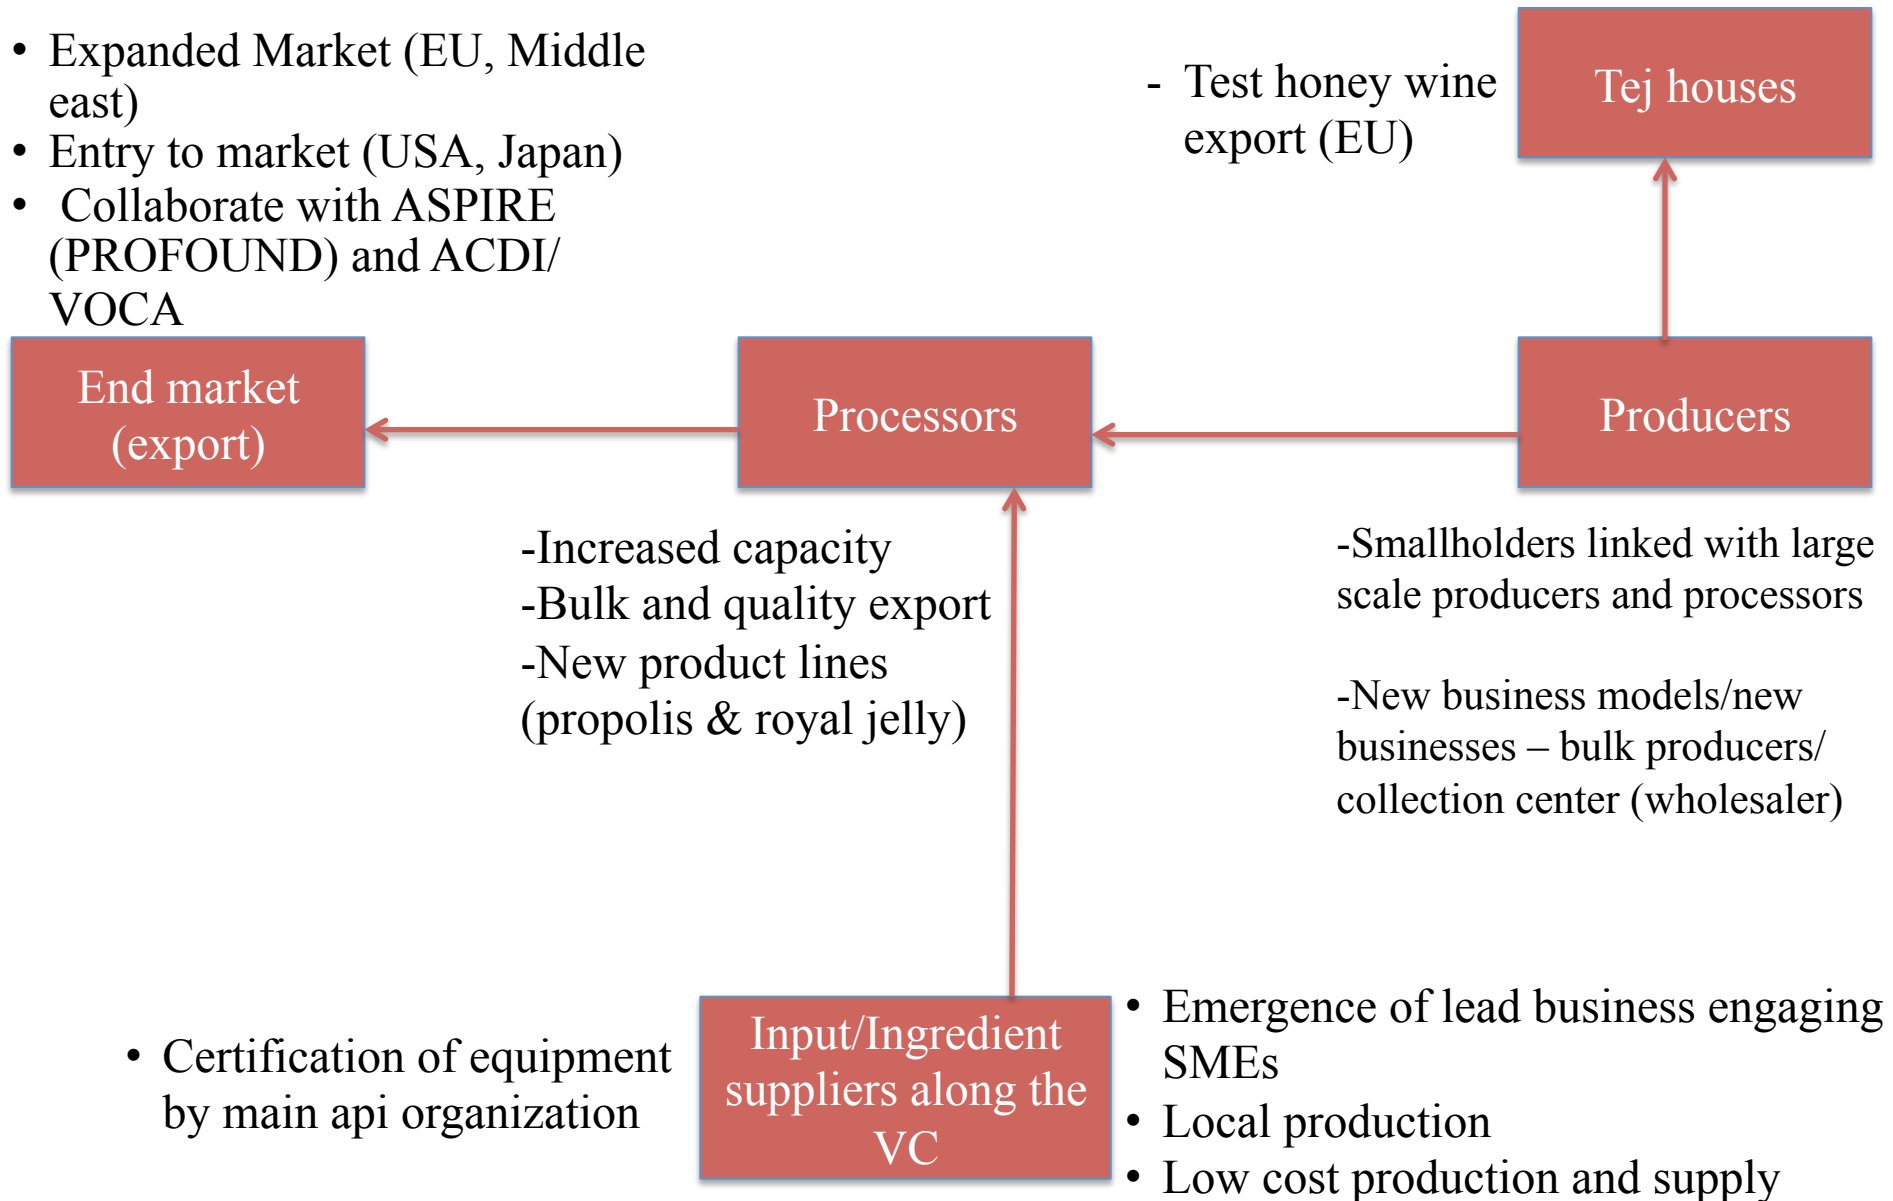 • Expanded Market (EU, Middle
east)
• Entry to market (USA, Japan)
• Collaborate with ASPIRE
(PROFOUND) and ACDI/
VOCA
- Test honey wine
export (EU)
Tej houses
End market
(export)
Processors
Producers
-Increased capacity
-Bulk and quality export
-New product lines
(propolis & royal jelly)
-Smallholders linked with large
scale producers and processors
-New business models/new
businesses – bulk producers/
collection center (wholesaler)
• Certification of equipment
by main api organization
Input/Ingredient
suppliers along the
VC
• Emergence of lead business engaging
SMEs
• Local production
• Low cost production and supply